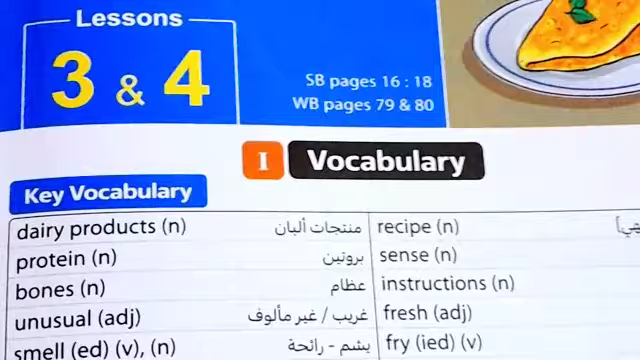 Lessons
3 & 4
SB pages 16 : 18
WB pages 79 & 80
I Vocabulary
Key Vocabulary
dairy products (n) منتجات ألبان
recipe (n)
protein (n) بروتين
sense (n)
bones (n) عظام
instructions (n)
unusual (adj) غريب / غير مألوف
fresh (adj)
smell (ed) (v), (n) يشم - رائحة
fry (ied) (v)